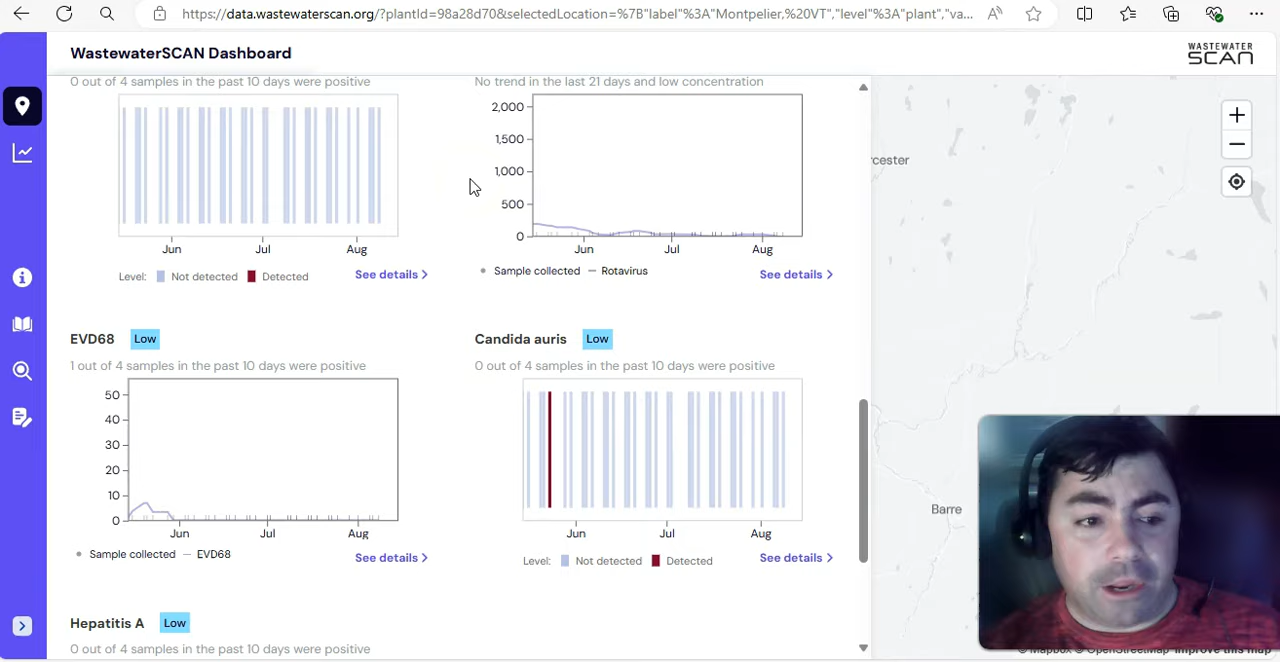 https://data.wastewaterscan.org/?plantId=98a28d70&selectedLocation=%7B"label"%3A"Montpelier,%20VT","level"%3A"plant","va...
WastewaterSCAN Dashboard
WASTEWATER
SCAN
0 out of 4 samples in the past 10 days were positive
Jun
Jul
Aug
Level:
Not detected
Detected
See details
No trend in the last 21 days and low concentration
2,000
1,500
1,000
500
0
Jun
Jul
Aug
Sample collected
Rotavirus
See details
EVD68
Low
1 out of 4 samples in the past 10 days were positive
50
40
30
20
10
0
Jun
Jul
Aug
Sample collected
EVD68
See details
Candida auris
Low
0 out of 4 samples in the past 10 days were positive
Jun
Jul
Aug
Level:
Not detected
Detected
See details
Hepatitis A
Low
0 out of 4 samples in the past 10 days were positive
rcester
Barre
© Mapbox © OpenStreetMap Improve this map